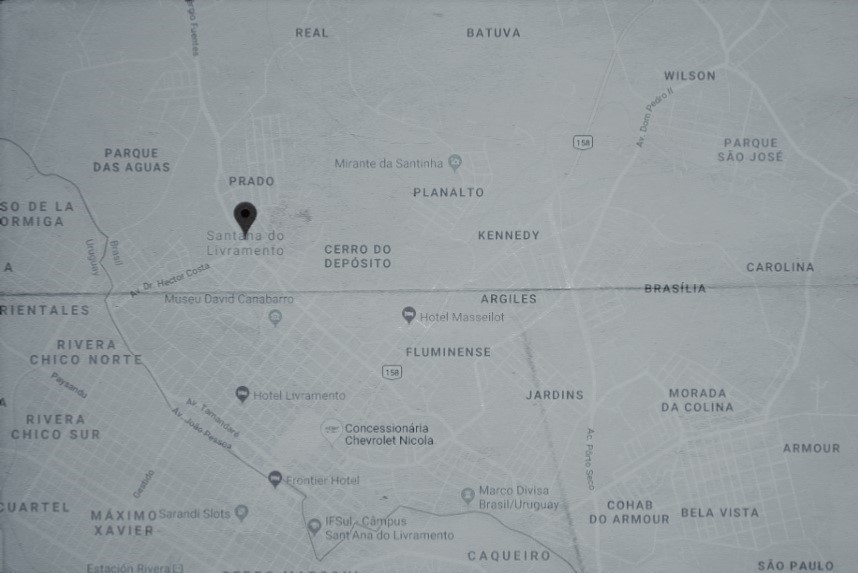 REAL
BATUVA
WILSON
Av. Dom Pedro II
158
PARQUE
SÃO JOSÉ
PARQUE
DAS AGUAS
Mirante da Santinha
PRADO
PLANALTO
SO DE LA
ORMIGA
Santana do
Livramento
KENNEDY
CERRO DO
DEPÓSITO
Uruguay
Brasil
A
Av. Dr. Hector Costa
CAROLINA
BRASÍLIA
Museu David Canabarro
ARGILES
RIENTALES
Hotel Masseilot
RIVERA
CHICO NORTE
FLUMINENSE
158
Paysandu
JARDINS
MORADA
DA COLINA
Hotel Livramento
A
Av. Tamandaré
Av. João Pessoa
RIVERA
CHICO SUR
Concessionária
Chevrolet Nicola
ARMOUR
Ac. Porto Seco
Frontier Hotel
Marco Divisa
Brasil/Uruguay
CUARTEL
MÁXIMO
XAVIER
Sarandi Slots
IFSul - Câmpus
Sant'Ana do Livramento
COHAB
DO ARMOUR
BELA VISTA
CAQUEIRO
SÃO PAULO
Estación Rivera